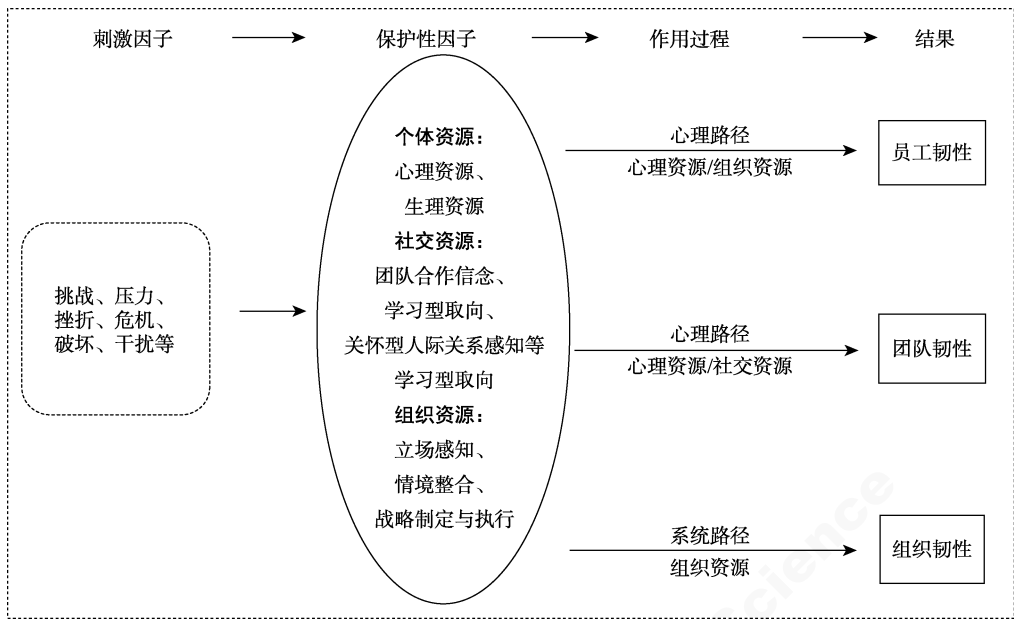 刺激因子
保护性因子
作用过程
结果
挑战、压力、
挫折、危机、
破坏、干扰等
个体资源：
心理资源、
生理资源
社交资源：
团队合作信念、
学习型取向、
关怀型人际关系感知等
学习型取向
组织资源：
立场感知、
情境整合、
战略制定与执行
心理路径
心理资源/组织资源
员工韧性
心理路径
心理资源/社交资源
团队韧性
系统路径
组织资源
组织韧性
Science